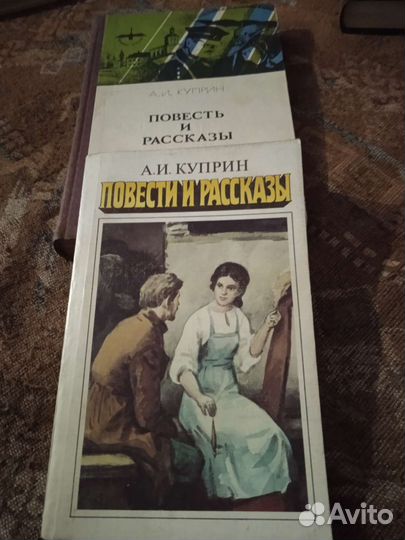 А.И. КУПРИН
ПОВЕСТЬ
И
РАССКАЗЫ
А.И. КУПРИН
ПОВЕСТИ И РАССКАЗЫ
Avito